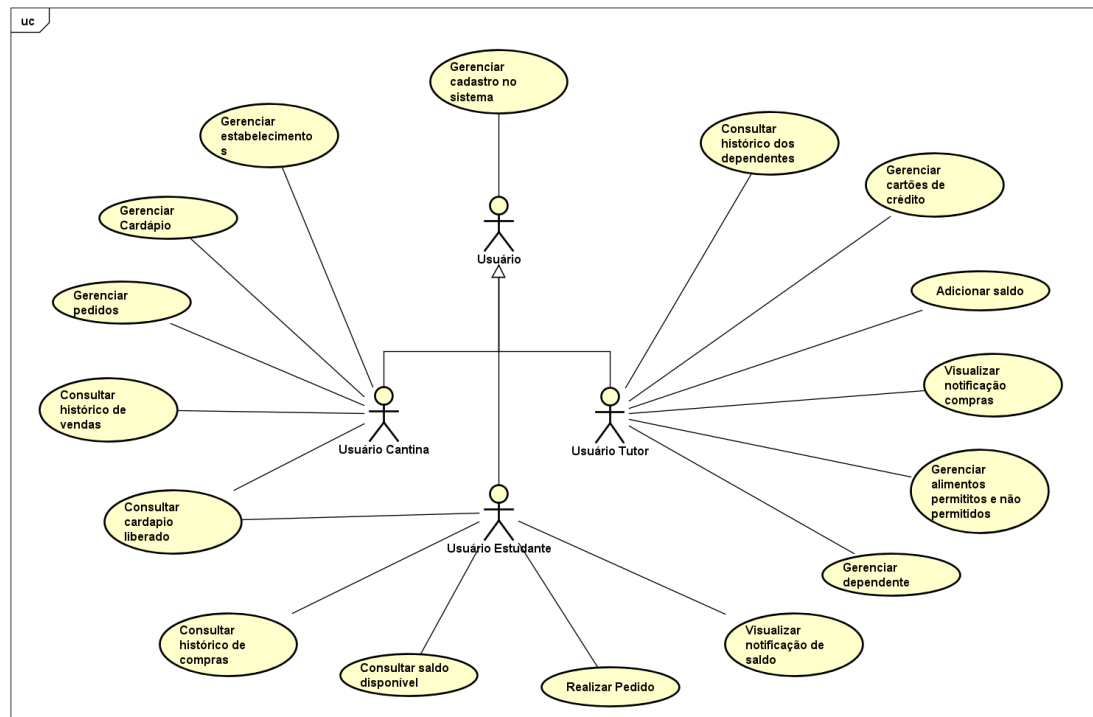 uc
Gerenciar
cadastro no
sistema
Gerenciar
estabelecimento
s
Consultar
histórico dos
dependentes
Gerenciar
cartões de
crédito
Gerenciar
Cardápio
Usuário
Gerenciar
pedidos
Adicionar saldo
Consultar
histórico de
vendas
Visualizar
notificação
compras
Usuário Cantina
Usuário Tutor
Gerenciar
alimentos
permititos e não
permitidos
Consultar
cardapio
liberado
Usuário Estudante
Gerenciar
dependente
Consultar
histórico de
compras
Consultar saldo
disponível
Realizar Pedido
Visualizar
notificação de
saldo